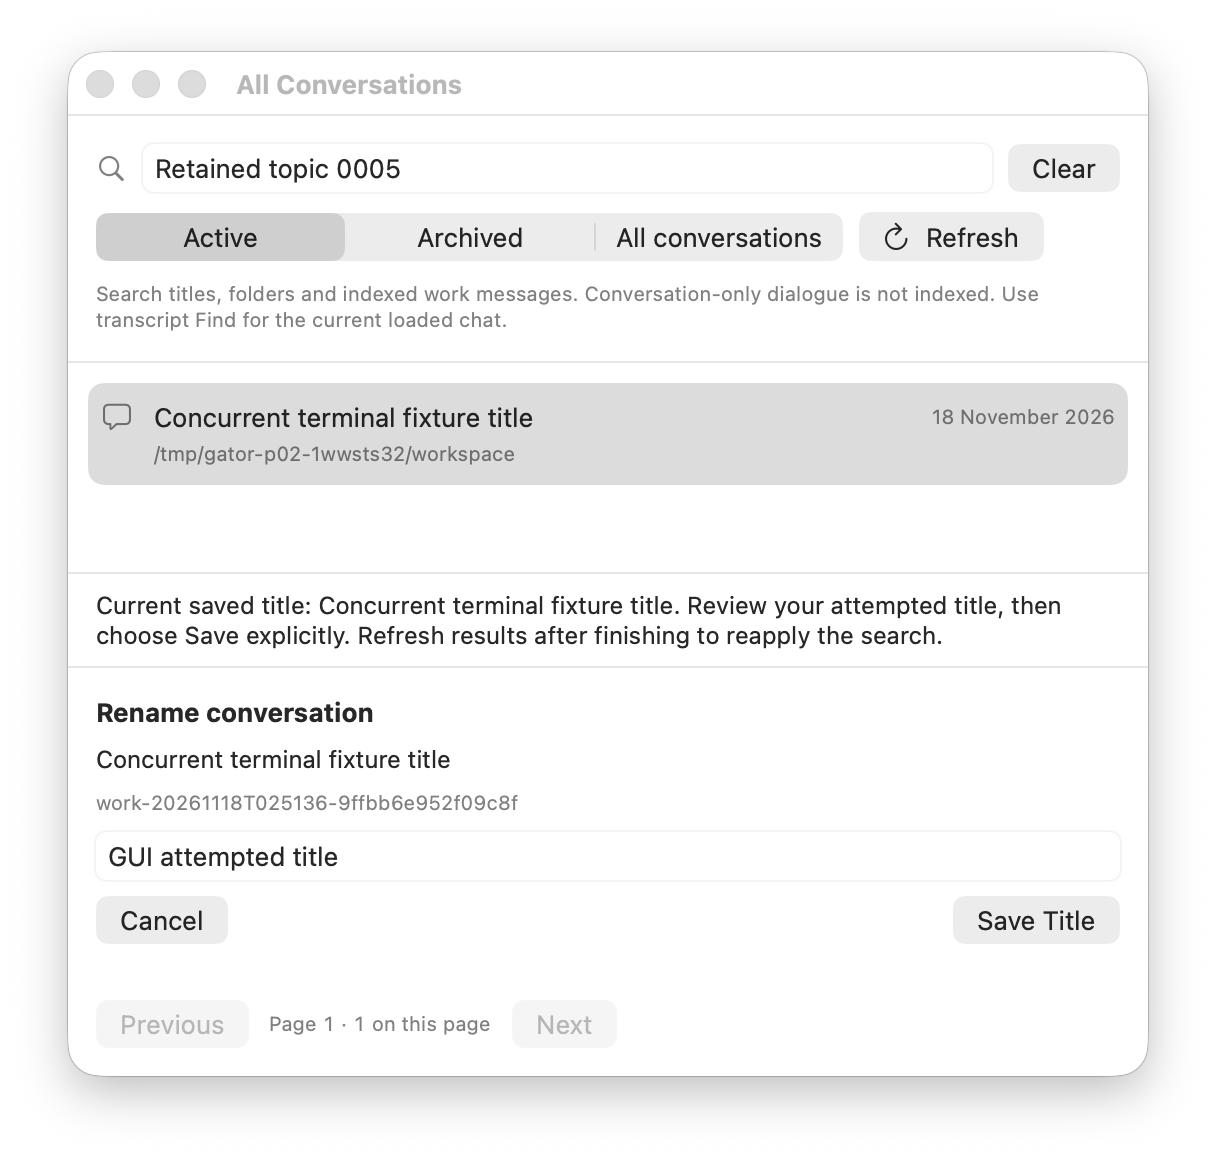 All Conversations
Retained topic 0005
Clear
Active
Archived
All conversations
Refresh
Search titles, folders and indexed work messages. Conversation-only dialogue is not indexed. Use
transcript Find for the current loaded chat.
Concurrent terminal fixture title
18 November 2026
/tmp/gator-p02-1wwsts32/workspace
Current saved title: Concurrent terminal fixture title. Review your attempted title, then
choose Save explicitly. Refresh results after finishing to reapply the search.
Rename conversation
Concurrent terminal fixture title
work-20261118T025136-9ffbb6e952f09c8f
GUI attempted title
Cancel
Save Title
Previous
Page 1 · 1 on this page
Next